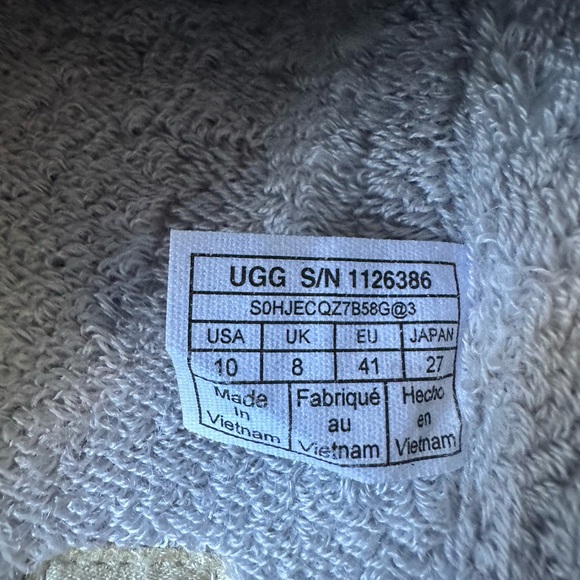 UGG S/N 1126386
S0HJECQZ7B58G@3
USA UK EU JAPAN
10 8 41 27
Made Fabriqué Hecho
in au en
Vietnam Vietnam Vietnam